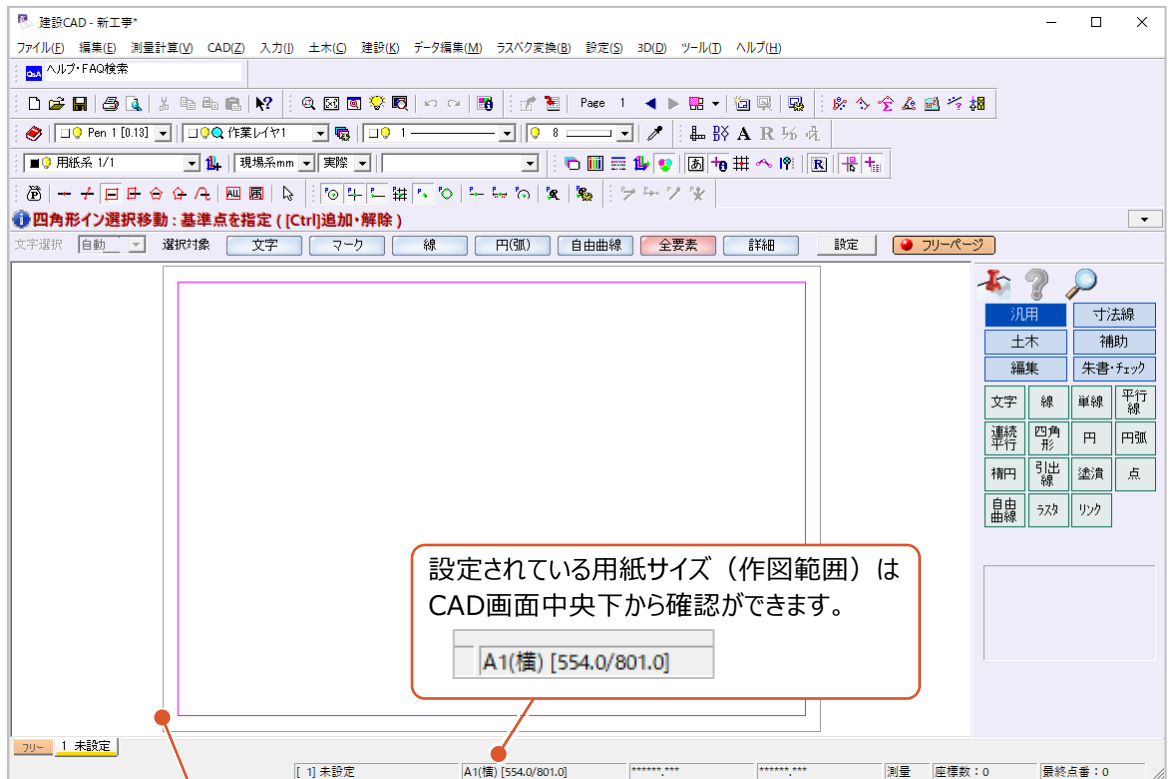 建設CAD - 新工事*
ファイル(F) 編集(E) 測量計算(V) CAD(Z) 入力(I) 土木(C) 建設(K) データ編集(M) ラスベク変換(B) 設定(S) 3D(D) ツール(T) ヘルプ(H)
Q&A ヘルプ・FAQ検索
Page 1
Pen 1 [0.13] 作業レイヤ1 1 8 A R
用紙系 1/1 現場系mm 実際 あ R
四角形イン選択移動 : 基準点を指定 ( [Ctrl]追加・解除 )
文字選択 自動 選択対象 文字 マーク 線 円(弧) 自由曲線 全要素 詳細 設定 フリーページ
汎用 寸法線
土木 補助
編集 朱書・チェック
文字 線 単線 平行線
連続平行 四角形 円 円弧
楕円 引出線 塗潰 点
自由曲線 ラスタ リンク
設定されている用紙サイズ（作図範囲）は
CAD画面中央下から確認ができます。
A1(横) [554.0/801.0]
フリー 1 未設定
[ 1] 未設定 A1(横) [554.0/801.0] ******.*** ******.*** 測量 座標数 : 0 最終点番 : 0